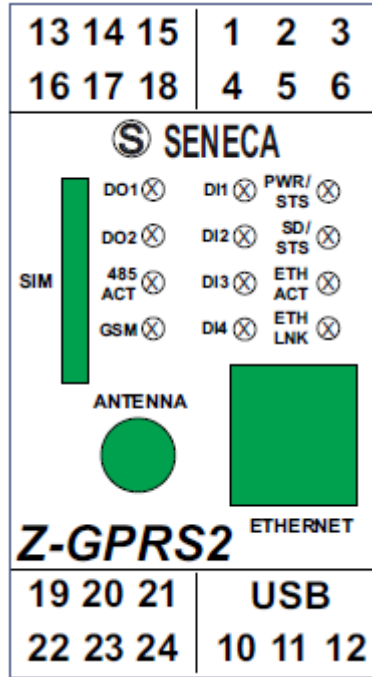 13 14 15 1 2 3
16 17 18 4 5 6
S SENECA
DO1 DI1 PWR/
STS
DO2 DI2 SD/
STS
SIM 485
ACT DI3 ETH
ACT
GSM DI4 ETH
LNK
ANTENNA
ETHERNET
Z-GPRS2
19 20 21 USB
22 23 24 10 11 12